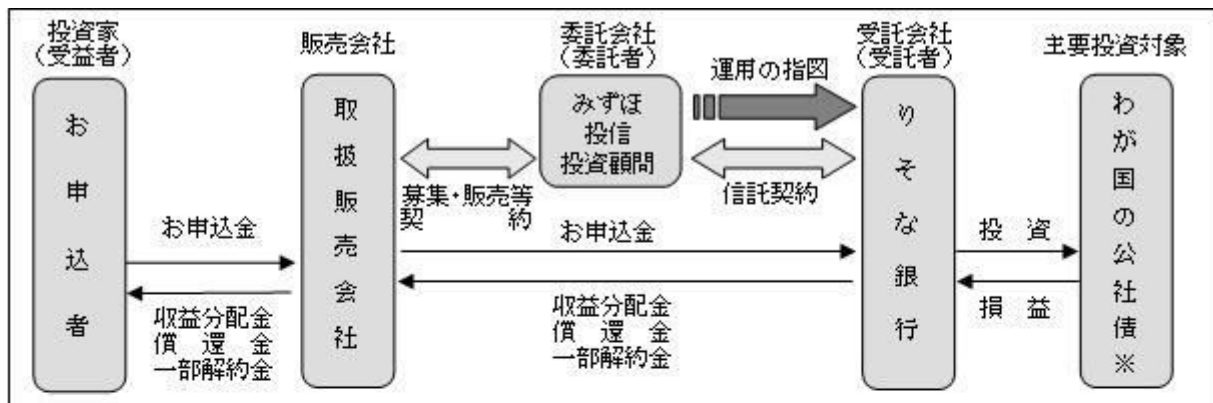 投資家
(受益者)
お申込者
お申込金
収益分配金
償還金
一部解約金
販売会社
取扱販売会社
募集・販売等
契約
委託会社
(委託者)
みずほ
投信
投資顧問
運用の指図
信託契約
お申込金
収益分配金
償還金
一部解約金
受託会社
(受託者)
りそな銀行
投資
損益
主要投資対象
わが国の公社債※